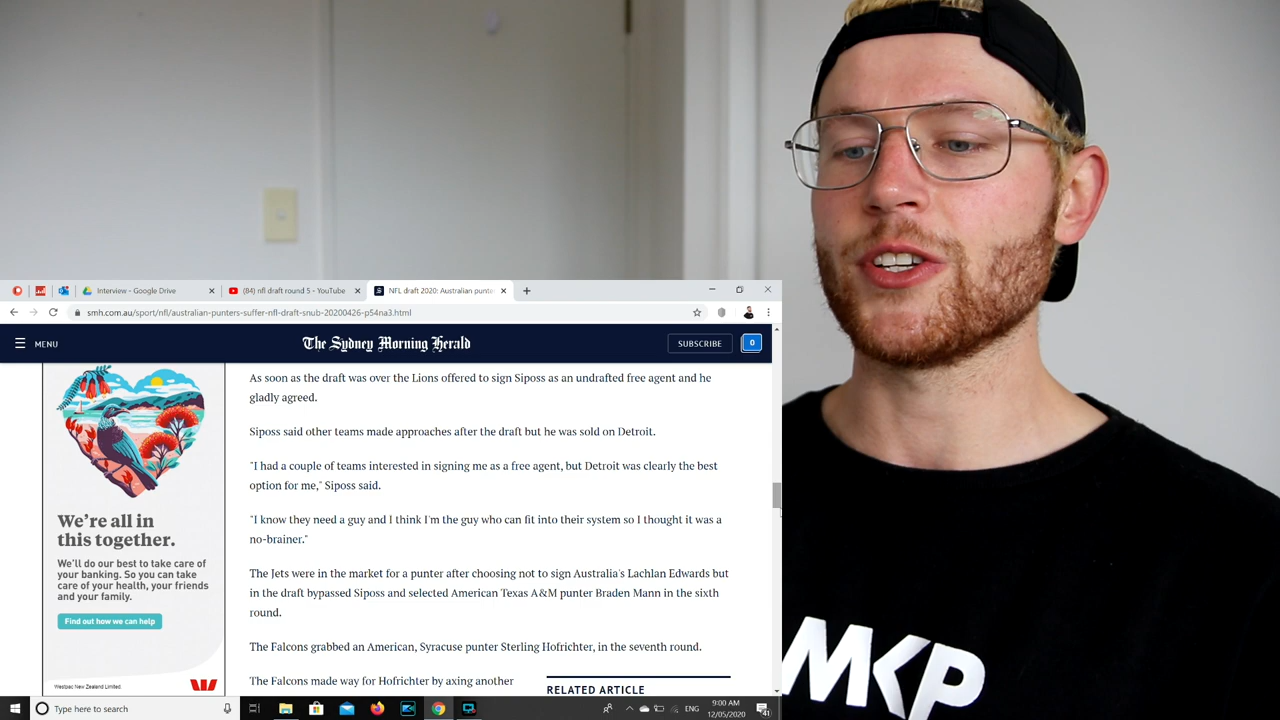 Interview - Google Drive
(84) nfl draft round 5 - YouTube
NFL draft 2020: Australian punte
smh.com.au/sport/nfl/australian-punters-suffer-nfl-draft-snub-20200426-p54na3.html
MENU
The Sydney Morning Herald
SUBSCRIBE
0
As soon as the draft was over the Lions offered to sign Siposs as an undrafted free agent and he
gladly agreed.
Siposs said other teams made approaches after the draft but he was sold on Detroit.
"I had a couple of teams interested in signing me as a free agent, but Detroit was clearly the best
option for me," Siposs said.
"I know they need a guy and I think I'm the guy who can fit into their system so I thought it was a
no-brainer."
The Jets were in the market for a punter after choosing not to sign Australia's Lachlan Edwards but
in the draft bypassed Siposs and selected American Texas A&M punter Braden Mann in the sixth
round.
The Falcons grabbed an American, Syracuse punter Sterling Hofrichter, in the seventh round.
The Falcons made way for Hofrichter by axing another
RELATED ARTICLE
We're all in
this together.
We'll do our best to take care of
your banking. So you can take
care of your health, your friends
and your family.
Find out how we can help
Westpac New Zealand Limited.
Type here to search
ENG
9:00 AM
12/05/2020
41
MKP